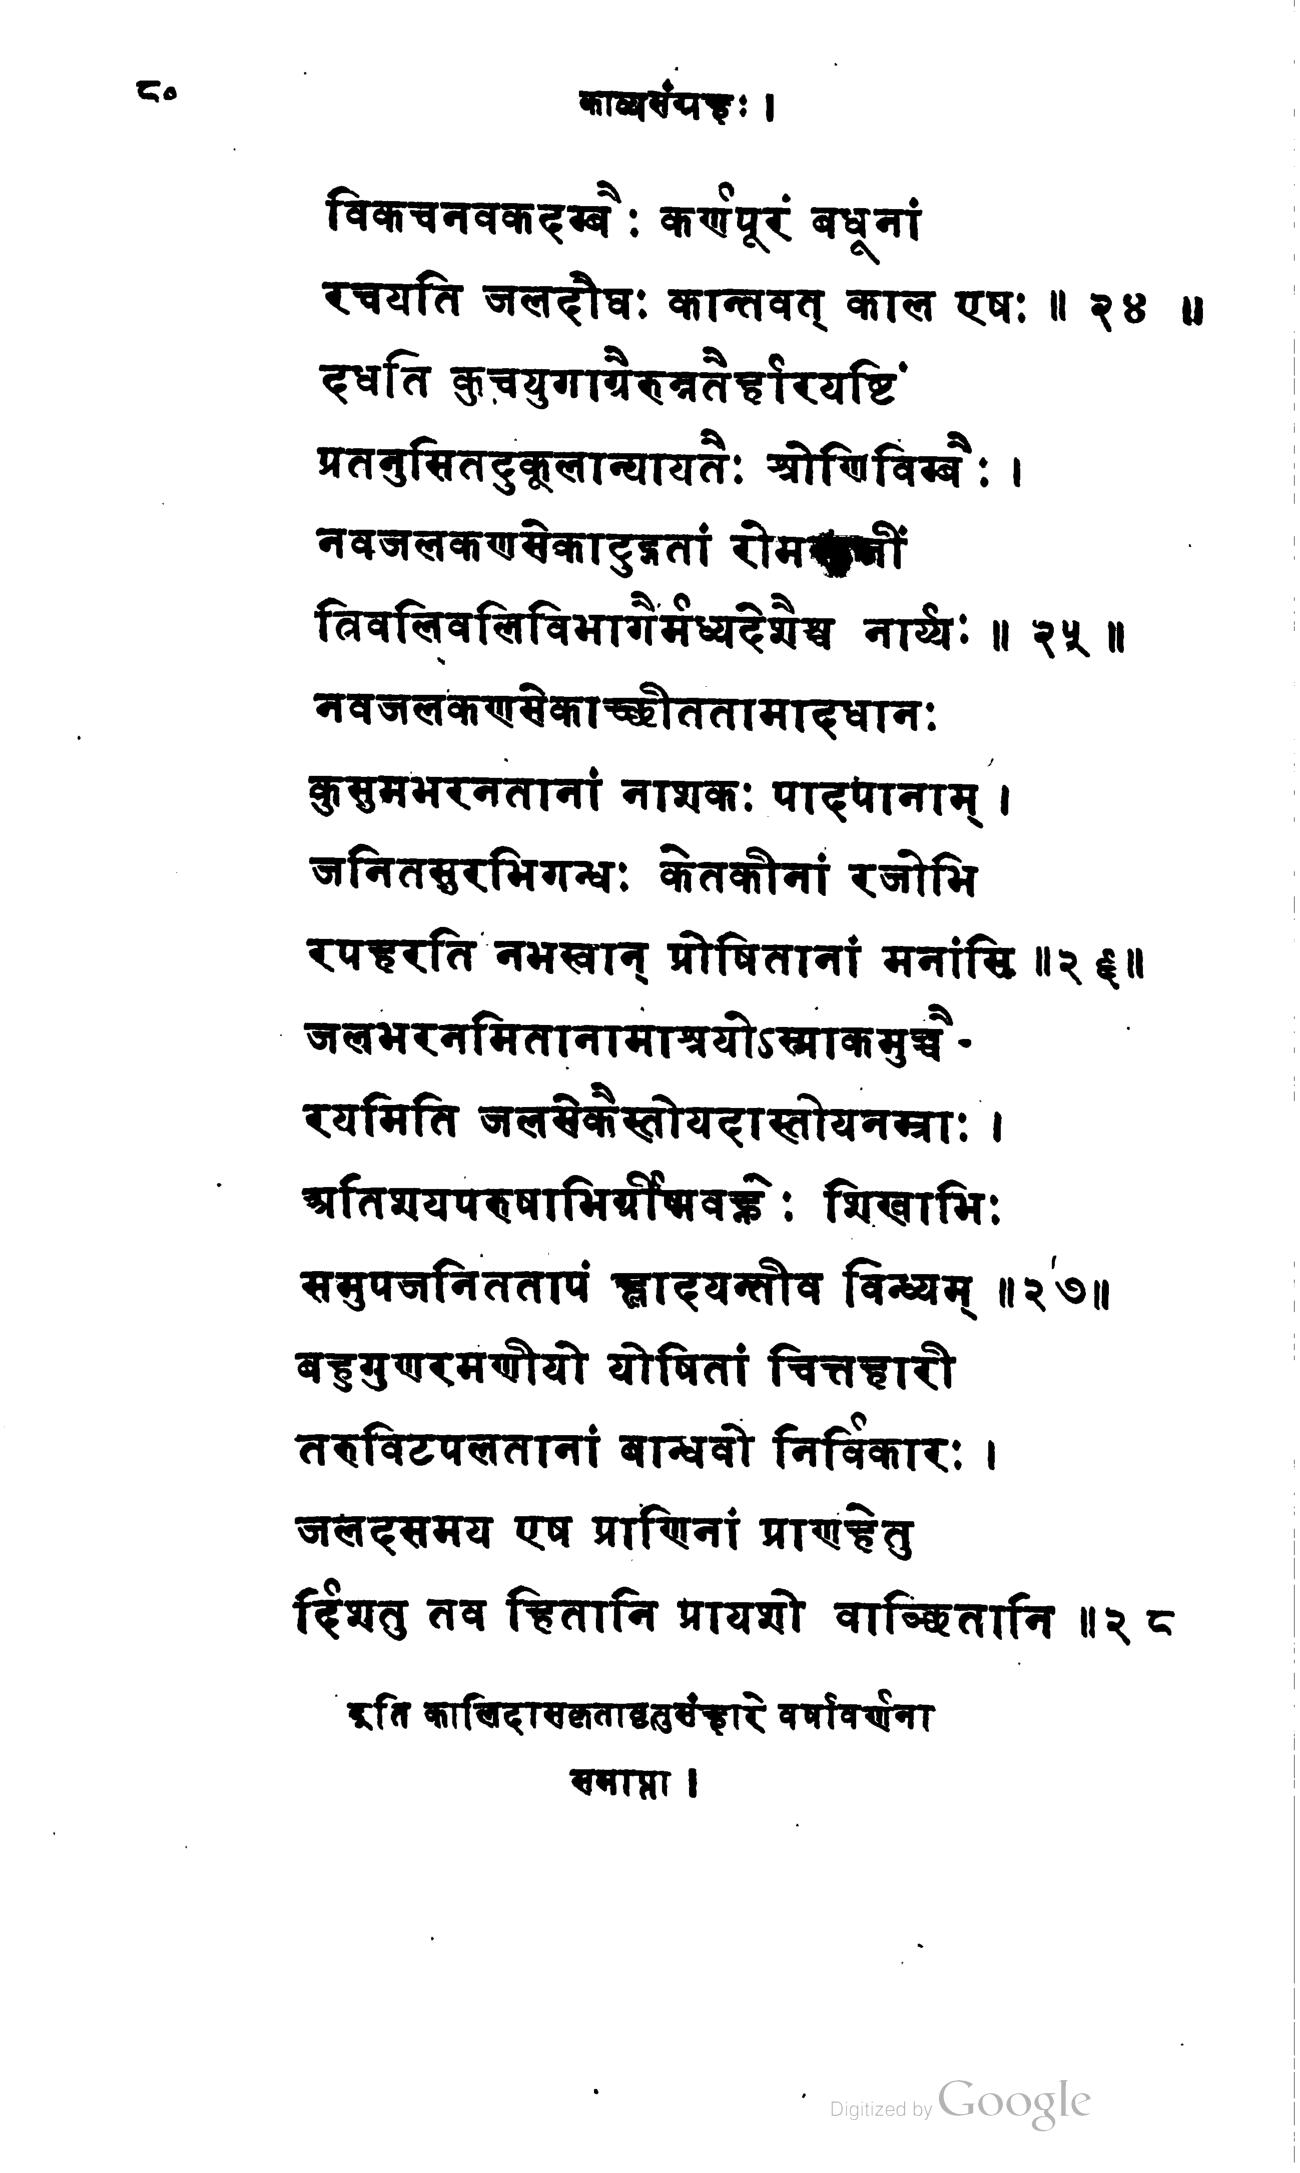 ८०
काव्यसंग्रहः ।
विकचनवकदम्बैः कर्णपूरं बधूनां
रचयति जलदौघः कान्तवत् काल एषः ॥ २४ ॥
दधति कुचयुगाग्रैरुन्नतैर्हारयष्टिं
प्रतनुसितदुकूलान्यायतैः श्रोणिविम्बैः ।
नवजलकणसेकादुद्गतां
त्रिवलिवलिविभागैर्मध्यदेशैश्च नार्य्यः ॥ २५ ॥
नवजलकणसेकाच्छीततामादधानः
कुसुमभरनतानां नाशकः पादपानाम् ।
जनितसुरभिगन्धः केतकीनां रजोभि
रपहरति नभस्वान् प्रोषितानां मनांसि ॥२६॥
जलभरनमितानामाश्रयोऽस्माकमुच्चै-
रयमिति जलसेकैस्तोयदास्तोयनम्राः ।
अतिशयपरुषाभिर्ग्रीष्मवह्नेः शिखाभिः
समुपजनिततापं ह्लादयन्तीव विन्ध्यम् ॥२७॥
बहुगुणरमणीयो योषितां चित्तहारी
तरुविटपलतानां बान्धवो निर्विकारः ।
जलदसमय एष प्राणिनां प्राणहेतु
र्दिशतु तव हितानि प्रायशो वाञ्छितानि ॥२८
इति कालिदासकृतावृतुसंहारे वर्षावर्णना
समाप्ता ।
Digitized by Google